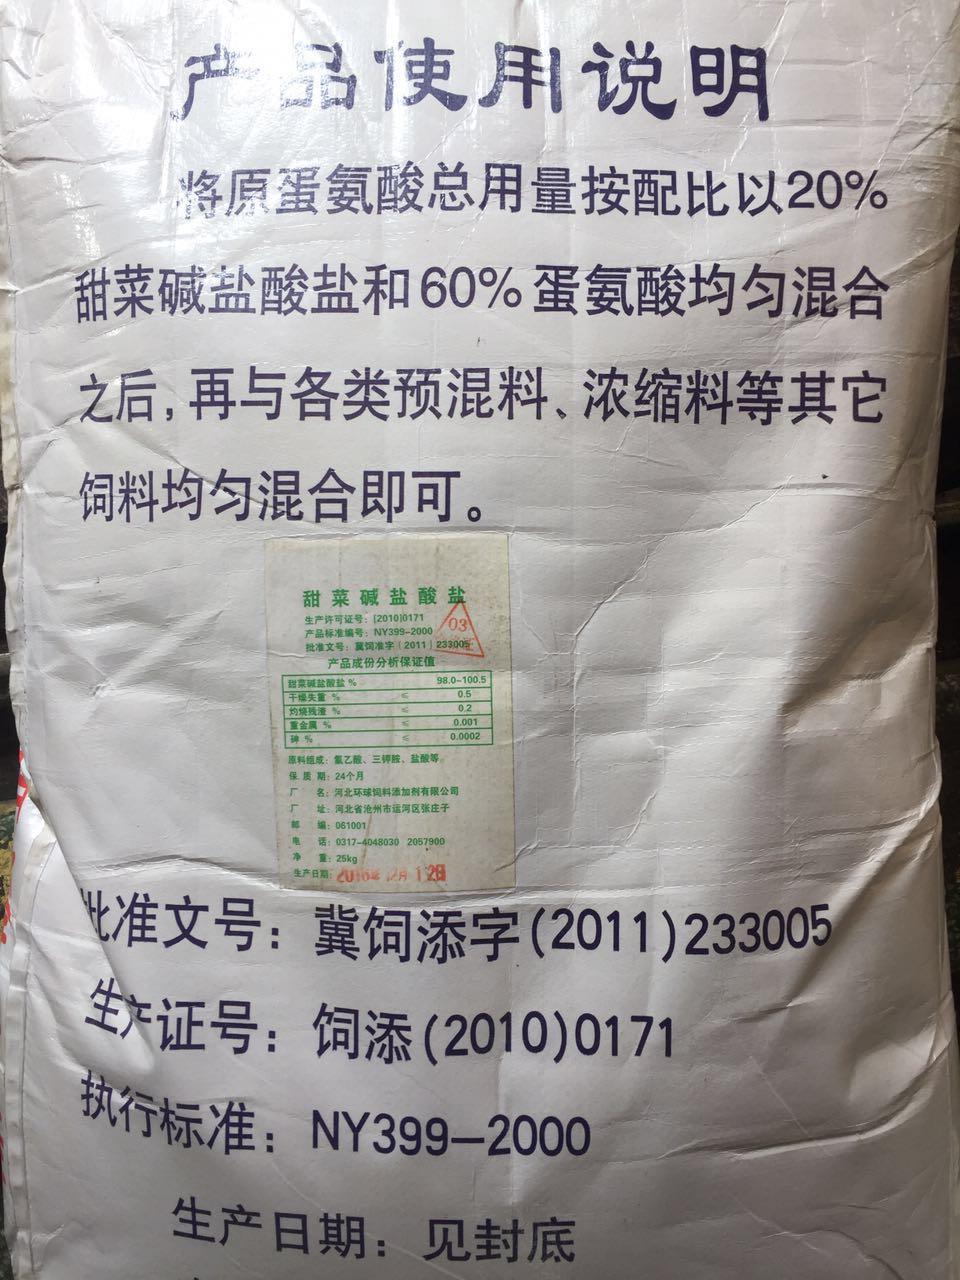 产品使用说明
将原蛋氨酸总用量按配比以20%
甜菜碱盐酸盐和60%蛋氨酸均匀混合
之后,再与各类预混料、浓缩料等其它
饲料均匀混合即可。
甜菜碱盐酸盐
生产许可证号:[2010]0171
产品标准编号:NY399-2000
03
批准文号:冀饲准字(2011)233005
产品成份分析保证值
甜菜碱盐酸盐 % 98.0-100.5
干燥失重 % ≤ 0.5
灼烧残渣 % ≤ 0.2
重金属 % ≤ 0.001
砷 % ≤ 0.0002
原料组成:氯乙酸、三钾胺、盐酸等。
保质期:24个月
厂名:河北环球饲料添加剂有限公司
厂址:河北省沧州市运河区张庄子
邮编:061001
电话:0317-4048030 2057900
净重:25kg
生产日期:2016年12月12日
批准文号:冀饲添字(2011)233005
生产证号:饲添(2010)0171
执行标准:NY399-2000
生产日期:见封底